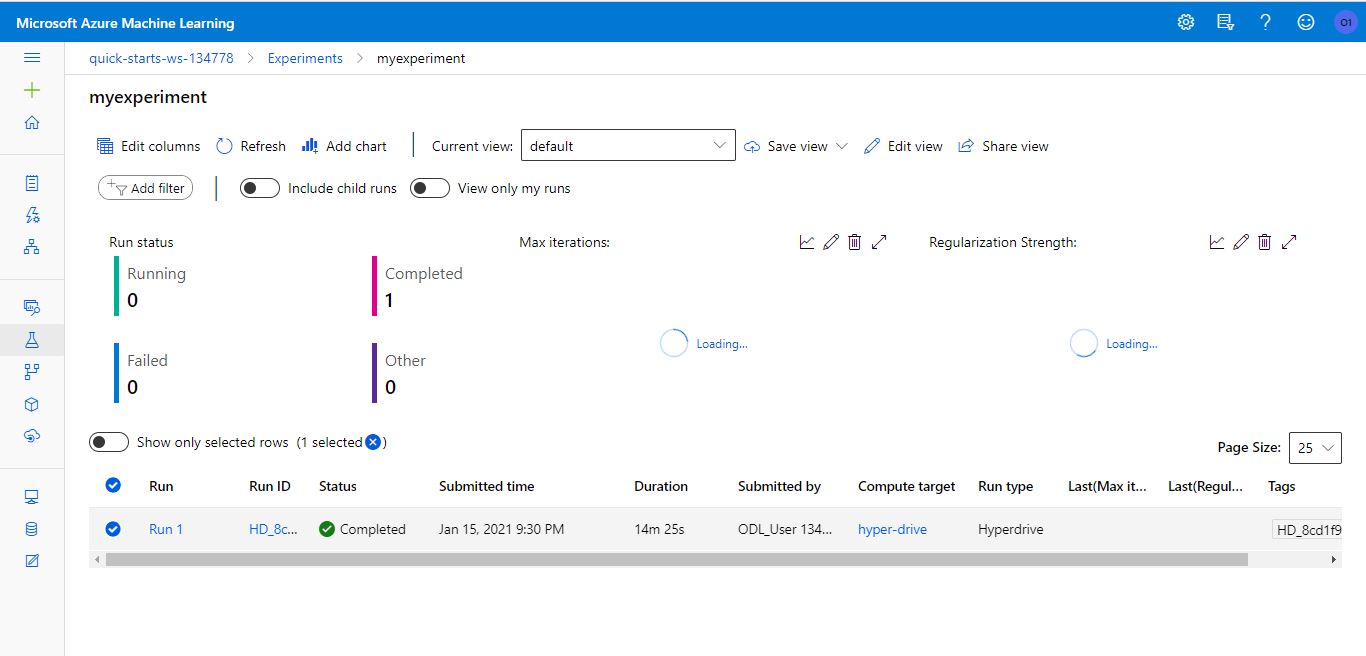 Microsoft Azure Machine Learning
O1
quick-starts-ws-134778 > Experiments > myexperiment
myexperiment
Edit columns Refresh Add chart Current view: default Save view Edit view Share view
Add filter Include child runs View only my runs
Run status Max iterations: Regularization Strength:
Running Completed
0 1
Loading... Loading...
Failed Other
0 0
Show only selected rows (1 selected )
Page Size: 25
Run Run ID Status Submitted time Duration Submitted by Compute target Run type Last(Max it... Last(Regul... Tags
Run 1 HD_8c... Completed Jan 15, 2021 9:30 PM 14m 25s ODL_User 134... hyper-drive Hyperdrive HD_8cd1f9